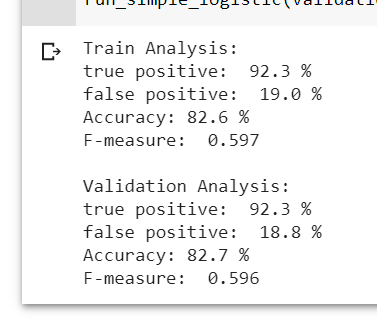 run_simple_logistic(validati
Train Analysis:
true positive:  92.3 %
false positive:  19.0 %
Accuracy: 82.6 %
F-measure:  0.597

Validation Analysis:
true positive:  92.3 %
false positive:  18.8 %
Accuracy: 82.7 %
F-measure:  0.596